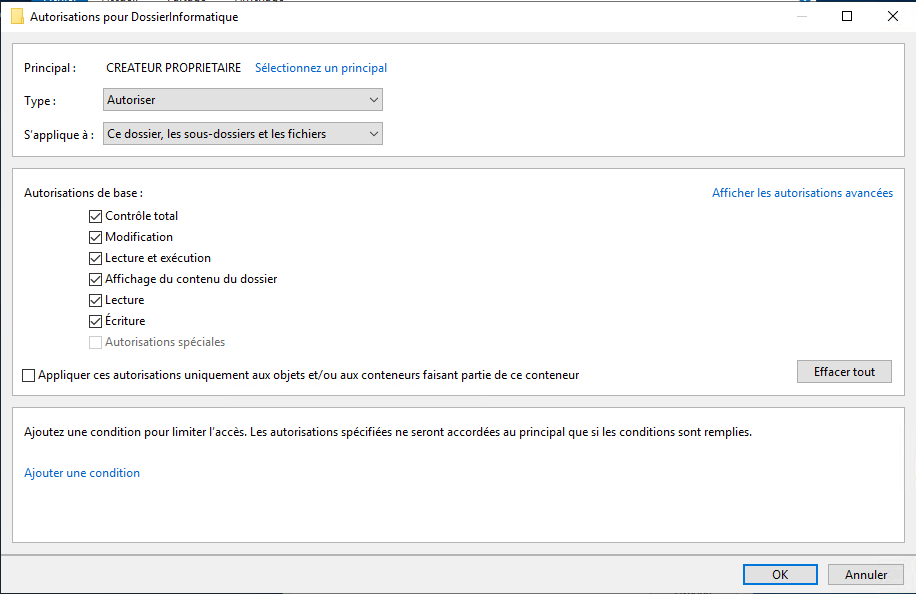 Autorisations pour DossierInformatique
Principal : CREATEUR PROPRIETAIRE Sélectionnez un principal
Type : Autoriser
S'applique à : Ce dossier, les sous-dossiers et les fichiers
Autorisations de base : Afficher les autorisations avancées
Contrôle total
Modification
Lecture et exécution
Affichage du contenu du dossier
Lecture
Écriture
Autorisations spéciales
Appliquer ces autorisations uniquement aux objets et/ou aux conteneurs faisant partie de ce conteneur Effacer tout
Ajoutez une condition pour limiter l'accès. Les autorisations spécifiées ne seront accordées au principal que si les conditions sont remplies.
Ajouter une condition
OK Annuler